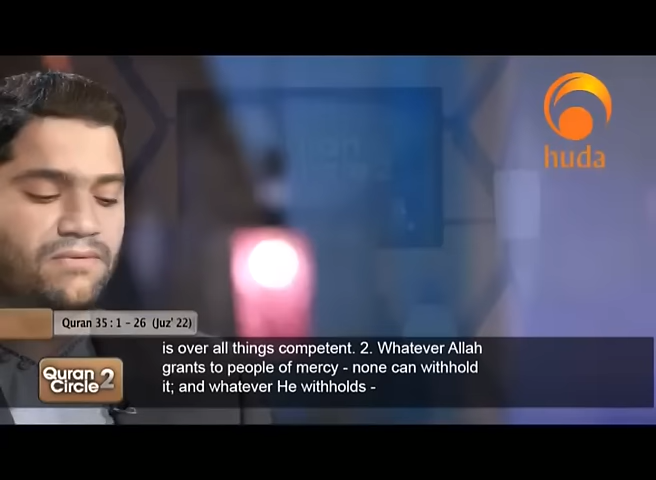 huda
Quran 35 : 1 - 26 (Juz' 22)
is over all things competent. 2. Whatever Allah
grants to people of mercy - none can withhold
it; and whatever He withholds -
Quran
Circle 2